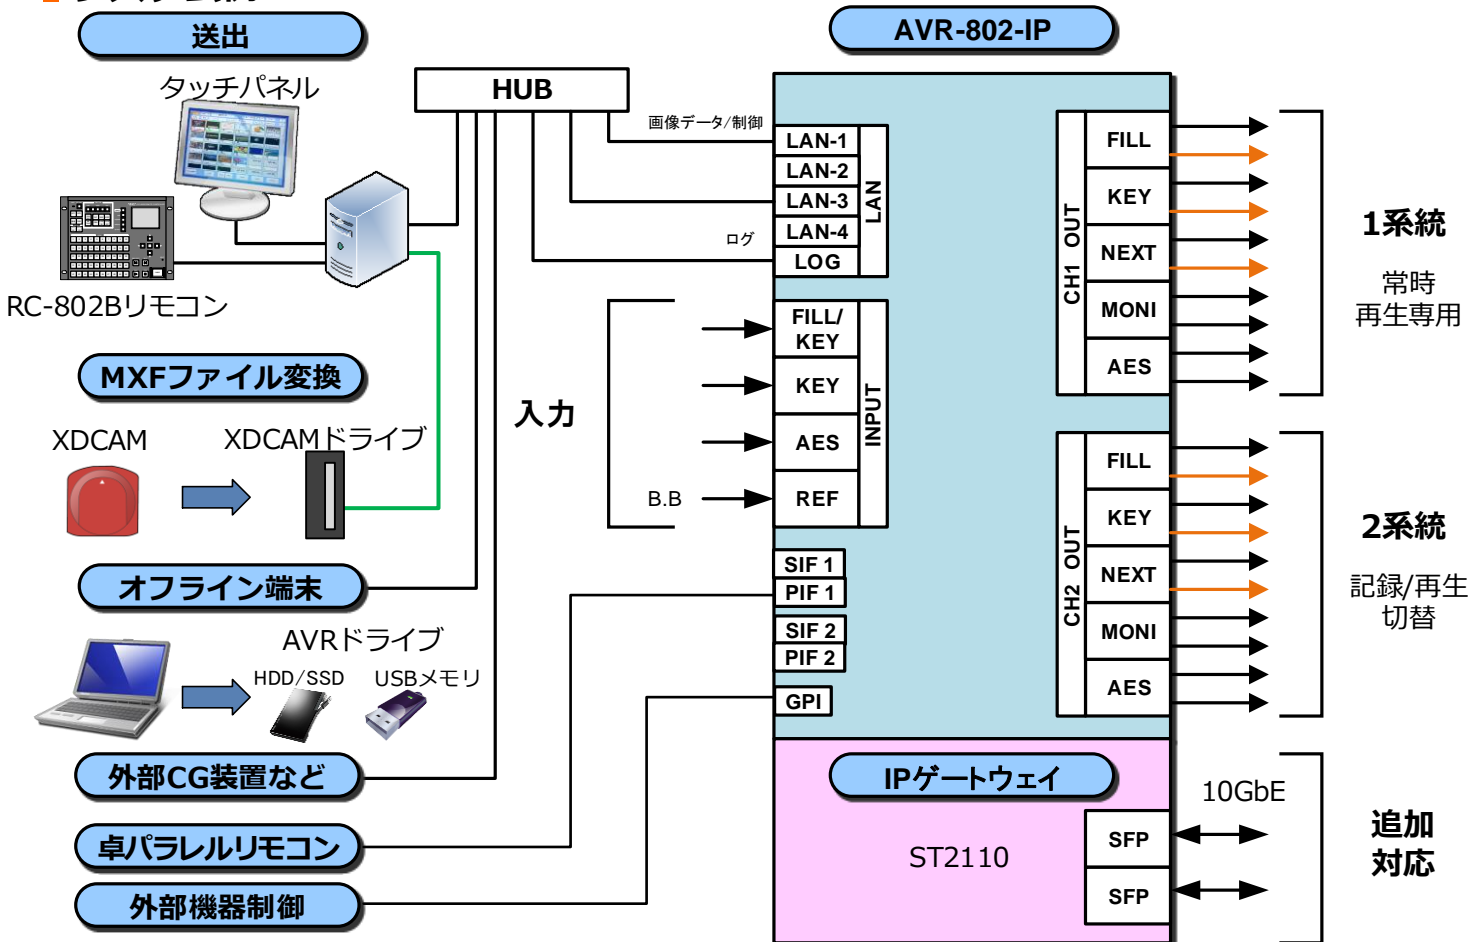 送出
AVR-802-IP
タッチパネル
HUB
画像データ/制御
RC-802Bリモコン
LAN-1
LAN-2
LAN-3
LAN-4
LOG
LAN
ログ
MXFファイル変換
XDCAM
XDCAMドライブ
入力
FILL/
KEY
KEY
AES
REF
INPUT
B.B
オフライン端末
AVRドライブ
HDD/SSD
USBメモリ
SIF 1
PIF 1
SIF 2
PIF 2
GPI
外部CG装置など
卓パラレルリモコン
外部機器制御
CH1 OUT
FILL
KEY
NEXT
MONI
AES
1系統
常時
再生専用
CH2 OUT
FILL
KEY
NEXT
MONI
AES
2系統
記録/再生
切替
IPゲートウェイ
ST2110
SFP
SFP
10GbE
追加
対応